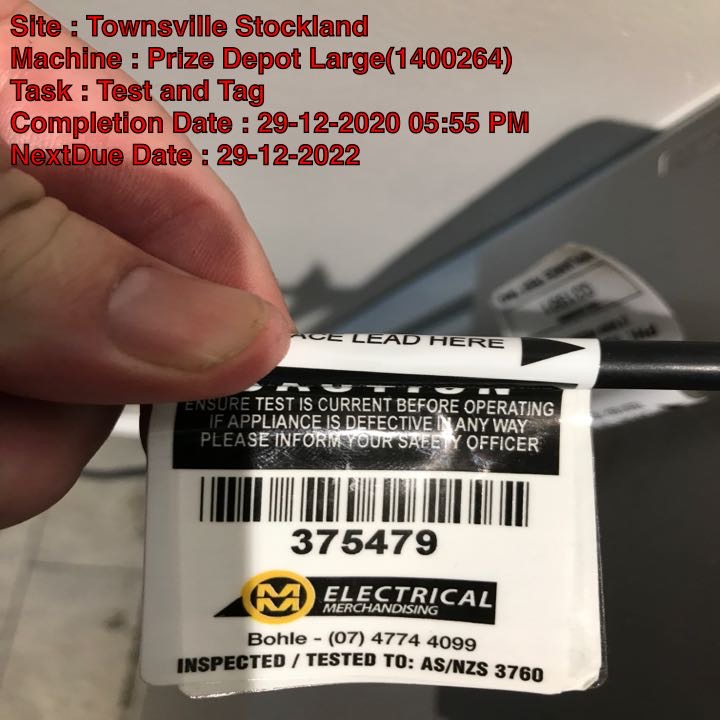 Site : Townsville Stockland
Machine : Prize Depot Large(1400264)
Task : Test and Tag
Completion Date : 29-12-2020 05:55 PM
NextDue Date : 29-12-2022
LEAD HERE
CAUTION
ENSURE TEST IS CURRENT BEFORE OPERATING
IF APPLIANCE IS DEFECTIVE IN ANY WAY
PLEASE INFORM YOUR SAFETY OFFICER
375479
MM ELECTRICAL
MERCHANDISING
Bohle - (07) 4774 4099
INSPECTED / TESTED TO: AS/NZS 3760